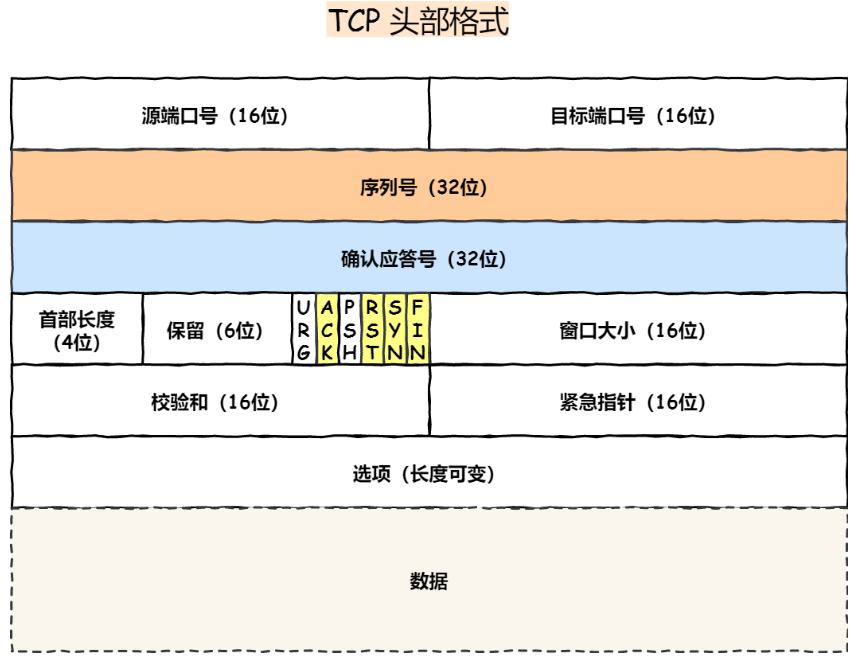 TCP 头部格式
源端口号（16位）
目标端口号（16位）
序列号（32位）
确认应答号（32位）
首部长度
(4位)
保留（6位）
URG
ACK
PSH
RST
SYN
FIN
窗口大小（16位）
校验和（16位）
紧急指针（16位）
选项（长度可变）
数据